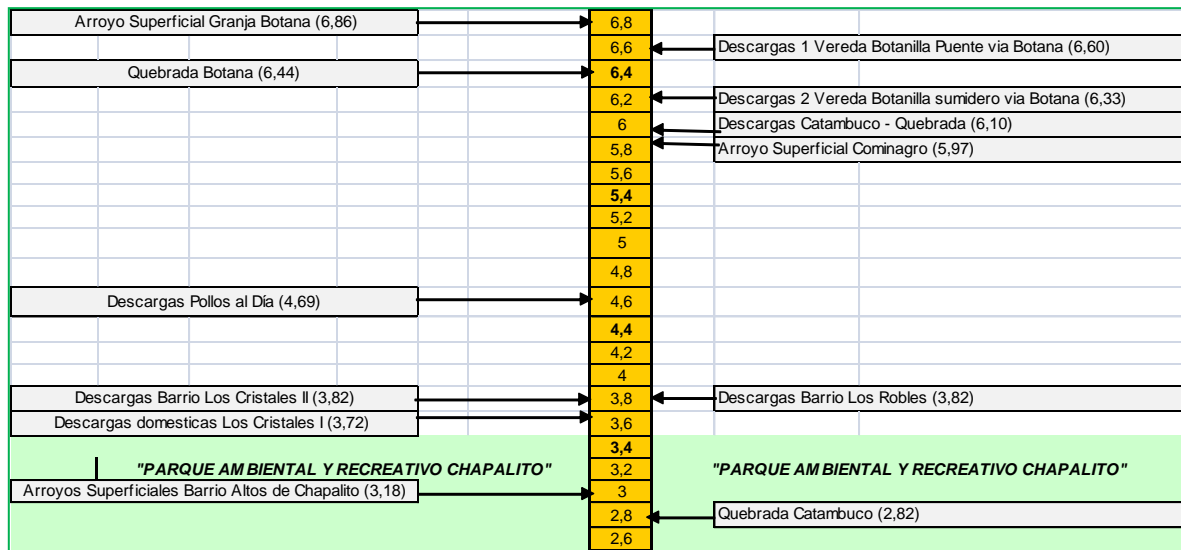 Arroyo Superficial Granja Botana (6,86) 6,8
6,6 Descargas 1 Vereda Botanilla Puente via Botana (6,60)
Quebrada Botana (6,44) 6,4
6,2 Descargas 2 Vereda Botanilla sumidero via Botana (6,33)
6 Descargas Catambuco - Quebrada (6,10)
5,8 Arroyo Superficial Cominagro (5,97)
5,6
5,4
5,2
5
4,8
Descargas Pollos al Día (4,69) 4,6
4,4
4,2
4
Descargas Barrio Los Cristales II (3,82) 3,8 Descargas Barrio Los Robles (3,82)
Descargas domesticas Los Cristales I (3,72) 3,6
3,4
"PARQUE AMBIENTAL Y RECREATIVO CHAPALITO" 3,2 "PARQUE AMBIENTAL Y RECREATIVO CHAPALITO"
Arroyos Superficiales Barrio Altos de Chapalito (3,18) 3
2,8 Quebrada Catambuco (2,82)
2,6